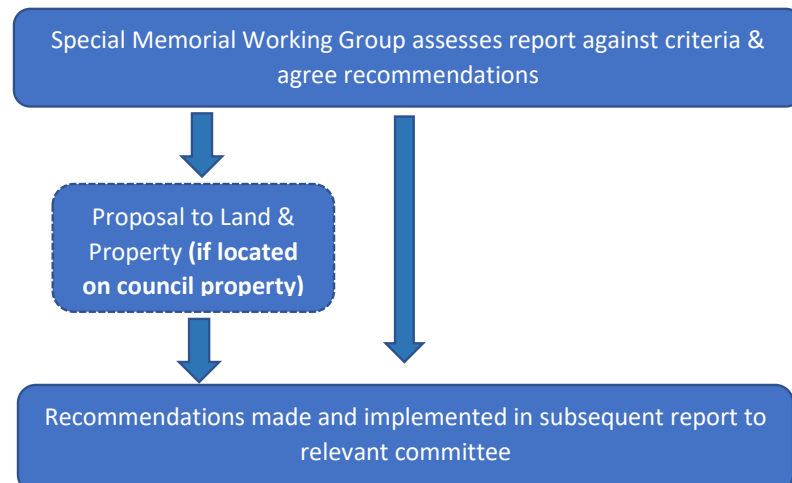 Special Memorial Working Group assesses report against criteria &
agree recommendations
Proposal to Land &
Property (if located
on council property)
Recommendations made and implemented in subsequent report to
relevant committee